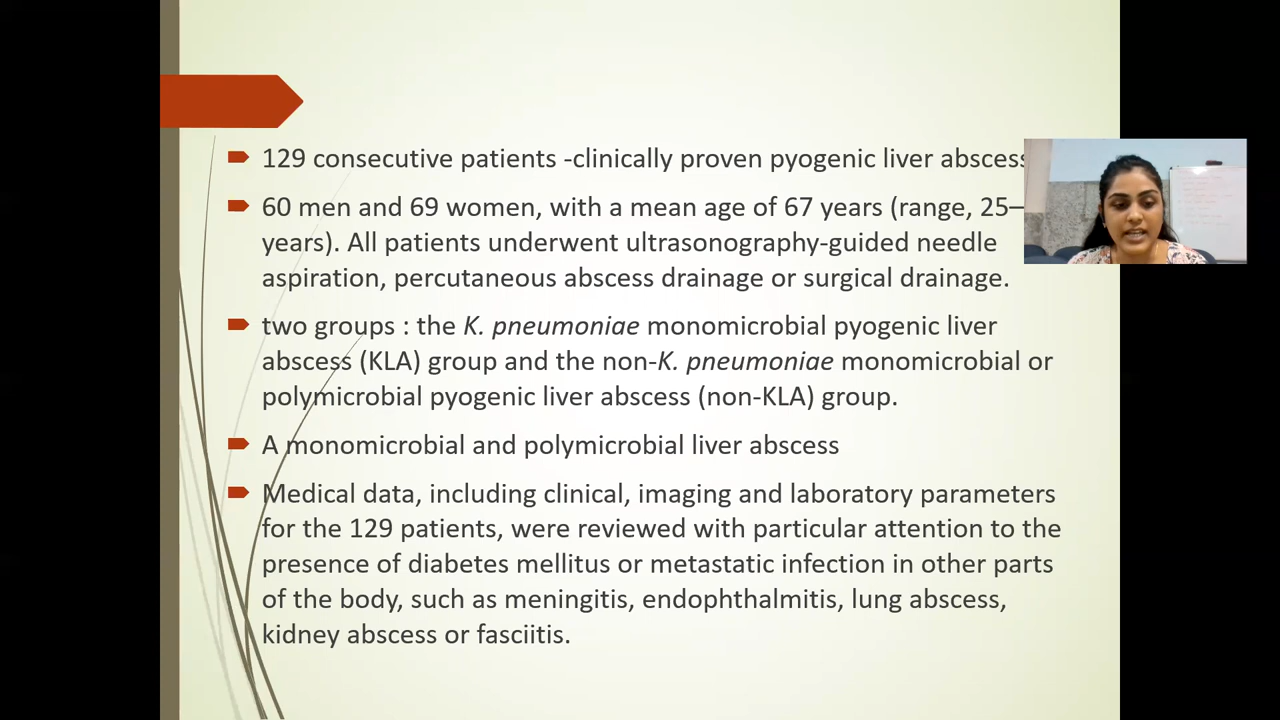 129 consecutive patients -clinically proven pyogenic liver abscess
60 men and 69 women, with a mean age of 67 years (range, 25–
years). All patients underwent ultrasonography-guided needle
aspiration, percutaneous abscess drainage or surgical drainage.
two groups : the K. pneumoniae monomicrobial pyogenic liver
abscess (KLA) group and the non-K. pneumoniae monomicrobial or
polymicrobial pyogenic liver abscess (non-KLA) group.
A monomicrobial and polymicrobial liver abscess
Medical data, including clinical, imaging and laboratory parameters
for the 129 patients, were reviewed with particular attention to the
presence of diabetes mellitus or metastatic infection in other parts
of the body, such as meningitis, endophthalmitis, lung abscess,
kidney abscess or fasciitis.